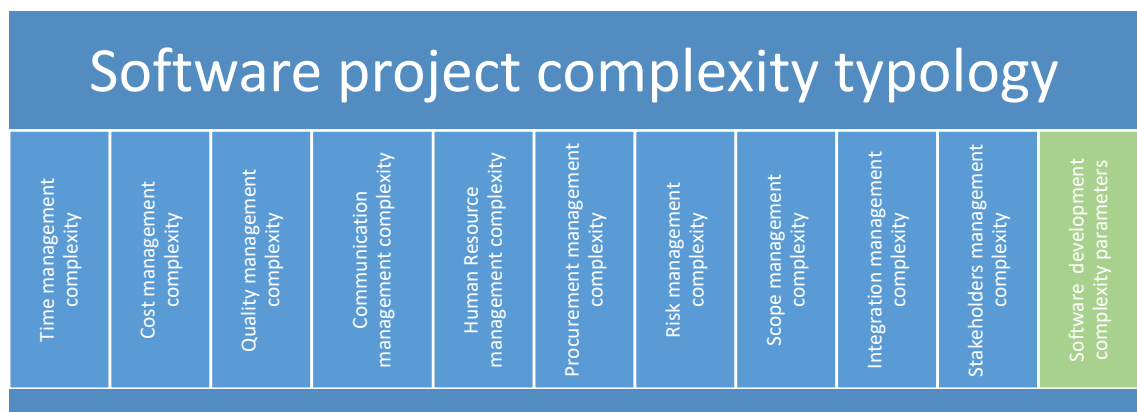 Software project complexity typology
Time management
complexity
Cost management
complexity
Quality management
complexity
Communication
management complexity
Human Resource
management complexity
Procurement management
complexity
Risk management
complexity
Scope management
complexity
Integration management
complexity
Stakeholders management
complexity
Software development
complexity parameters